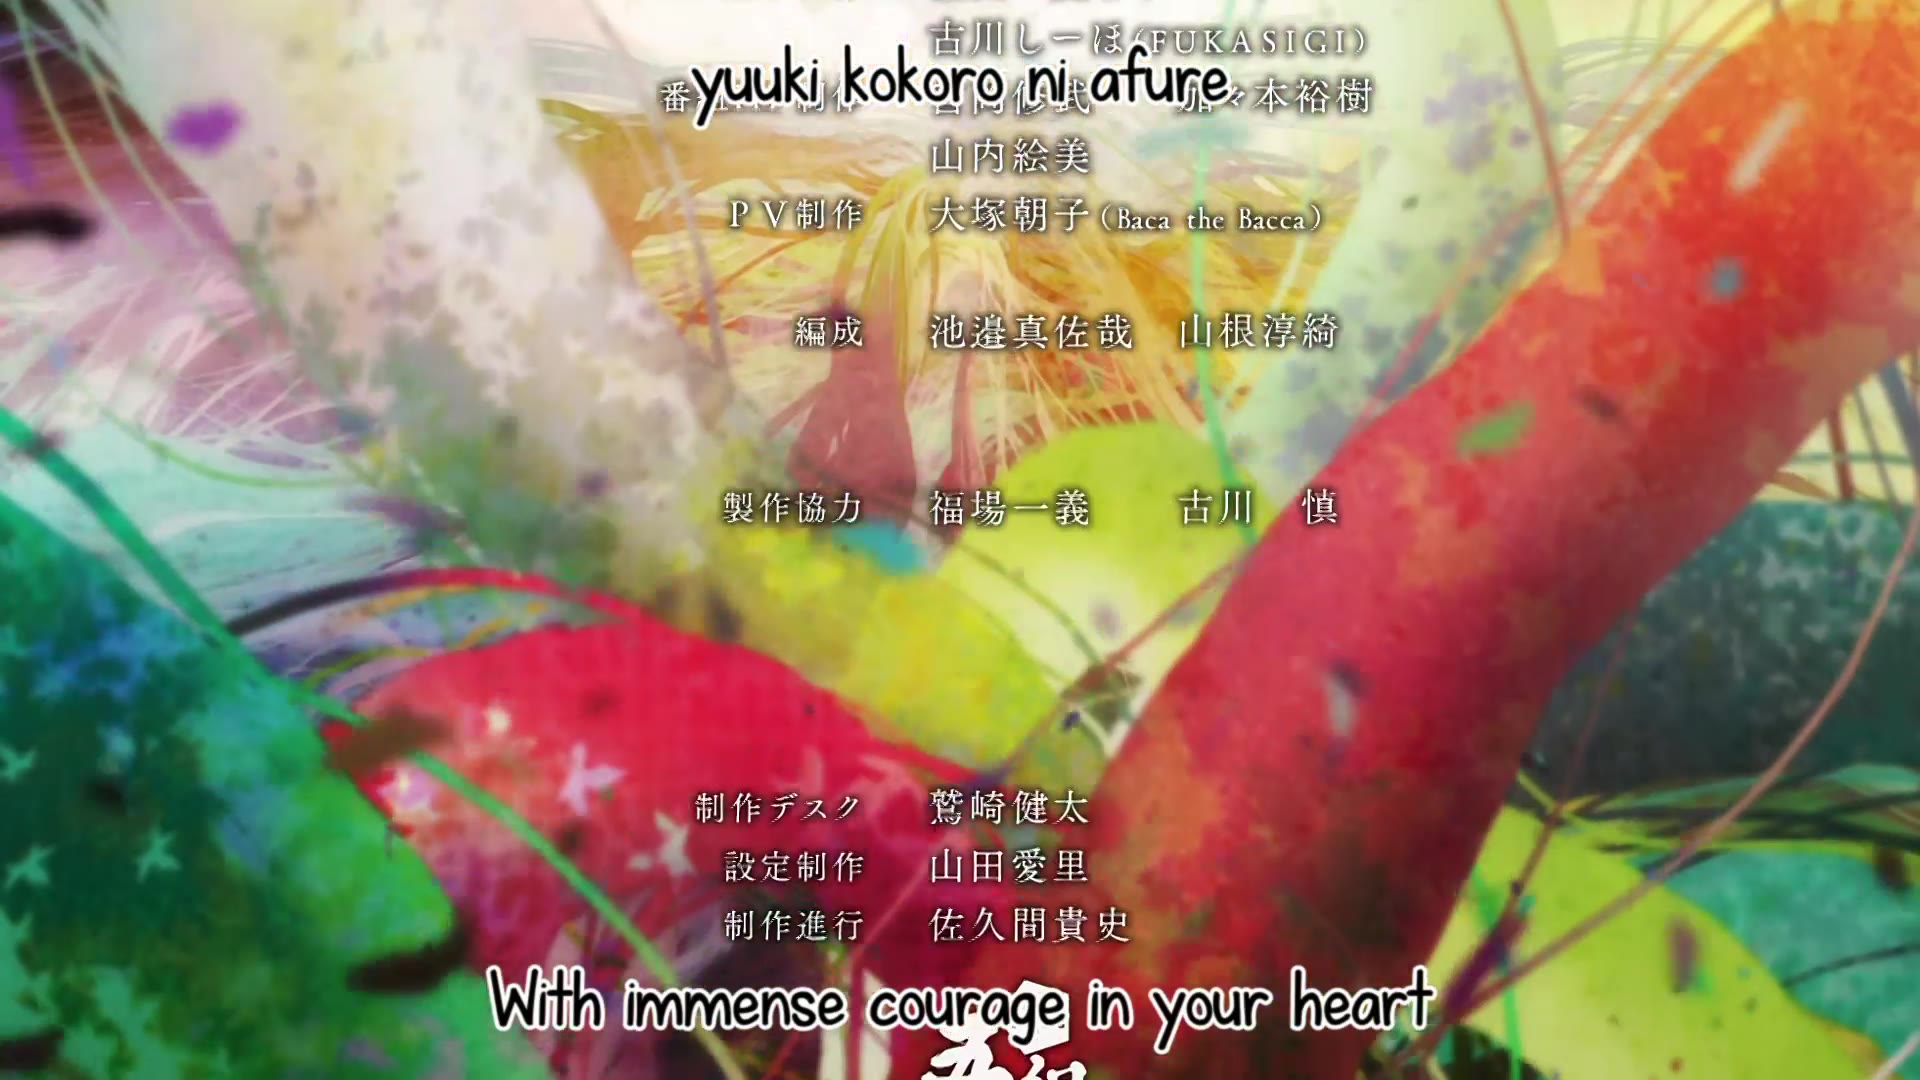 古川しーほ(FUKASIGI)
yuuki kokoro ni afure
山内絵美
PV制作 大塚朝子(Baca the Bacca)
編成 池邉真佐哉 山根淳綺
製作協力 福場一義 古川 慎
制作デスク 鷲崎健太
設定制作 山田愛里
制作進行 佐久間貴史
With immense courage in your heart